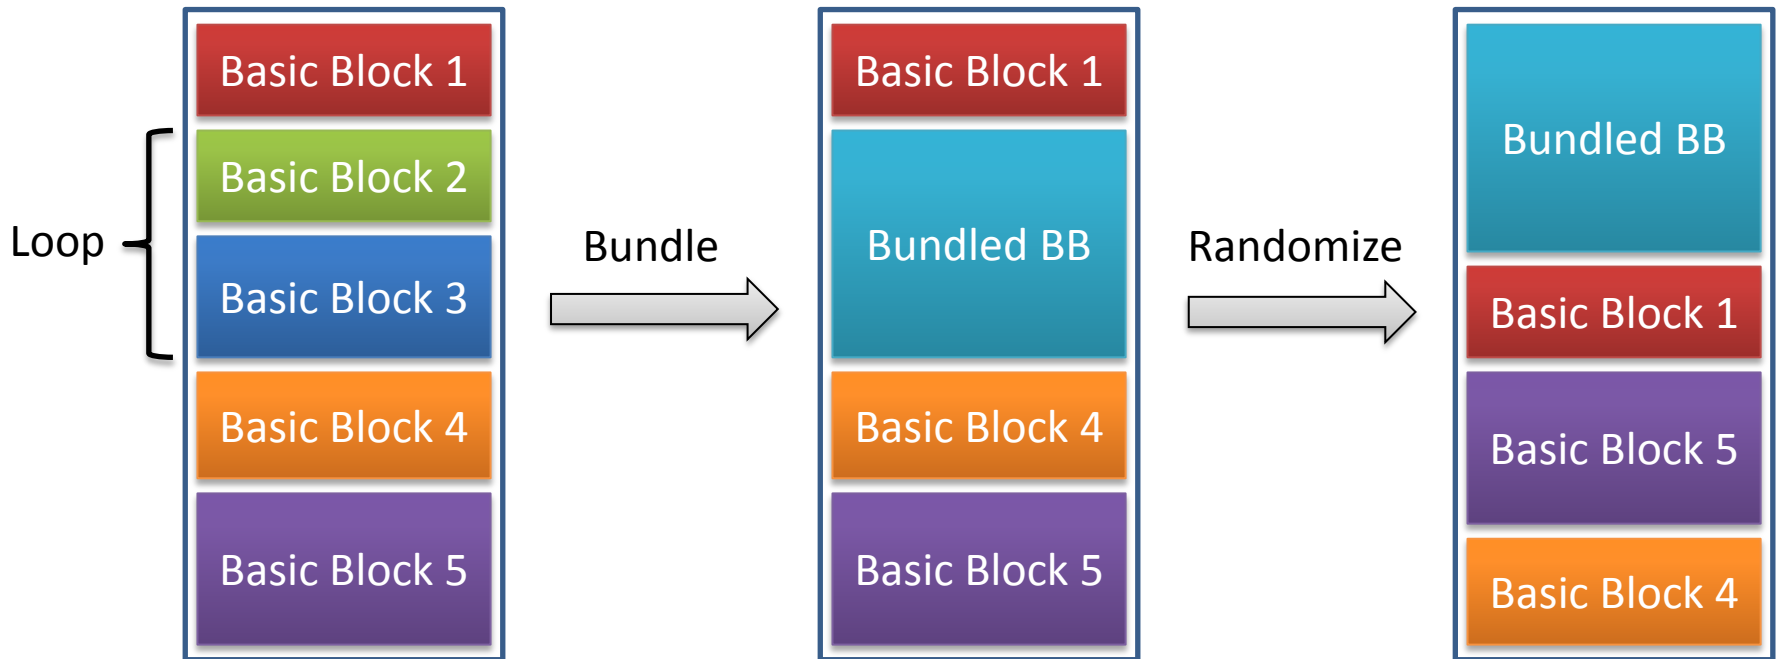 Loop
Basic Block 1
Basic Block 2
Basic Block 3
Basic Block 4
Basic Block 5
Bundle
Basic Block 1
Bundled BB
Basic Block 4
Basic Block 5
Randomize
Bundled BB
Basic Block 1
Basic Block 5
Basic Block 4